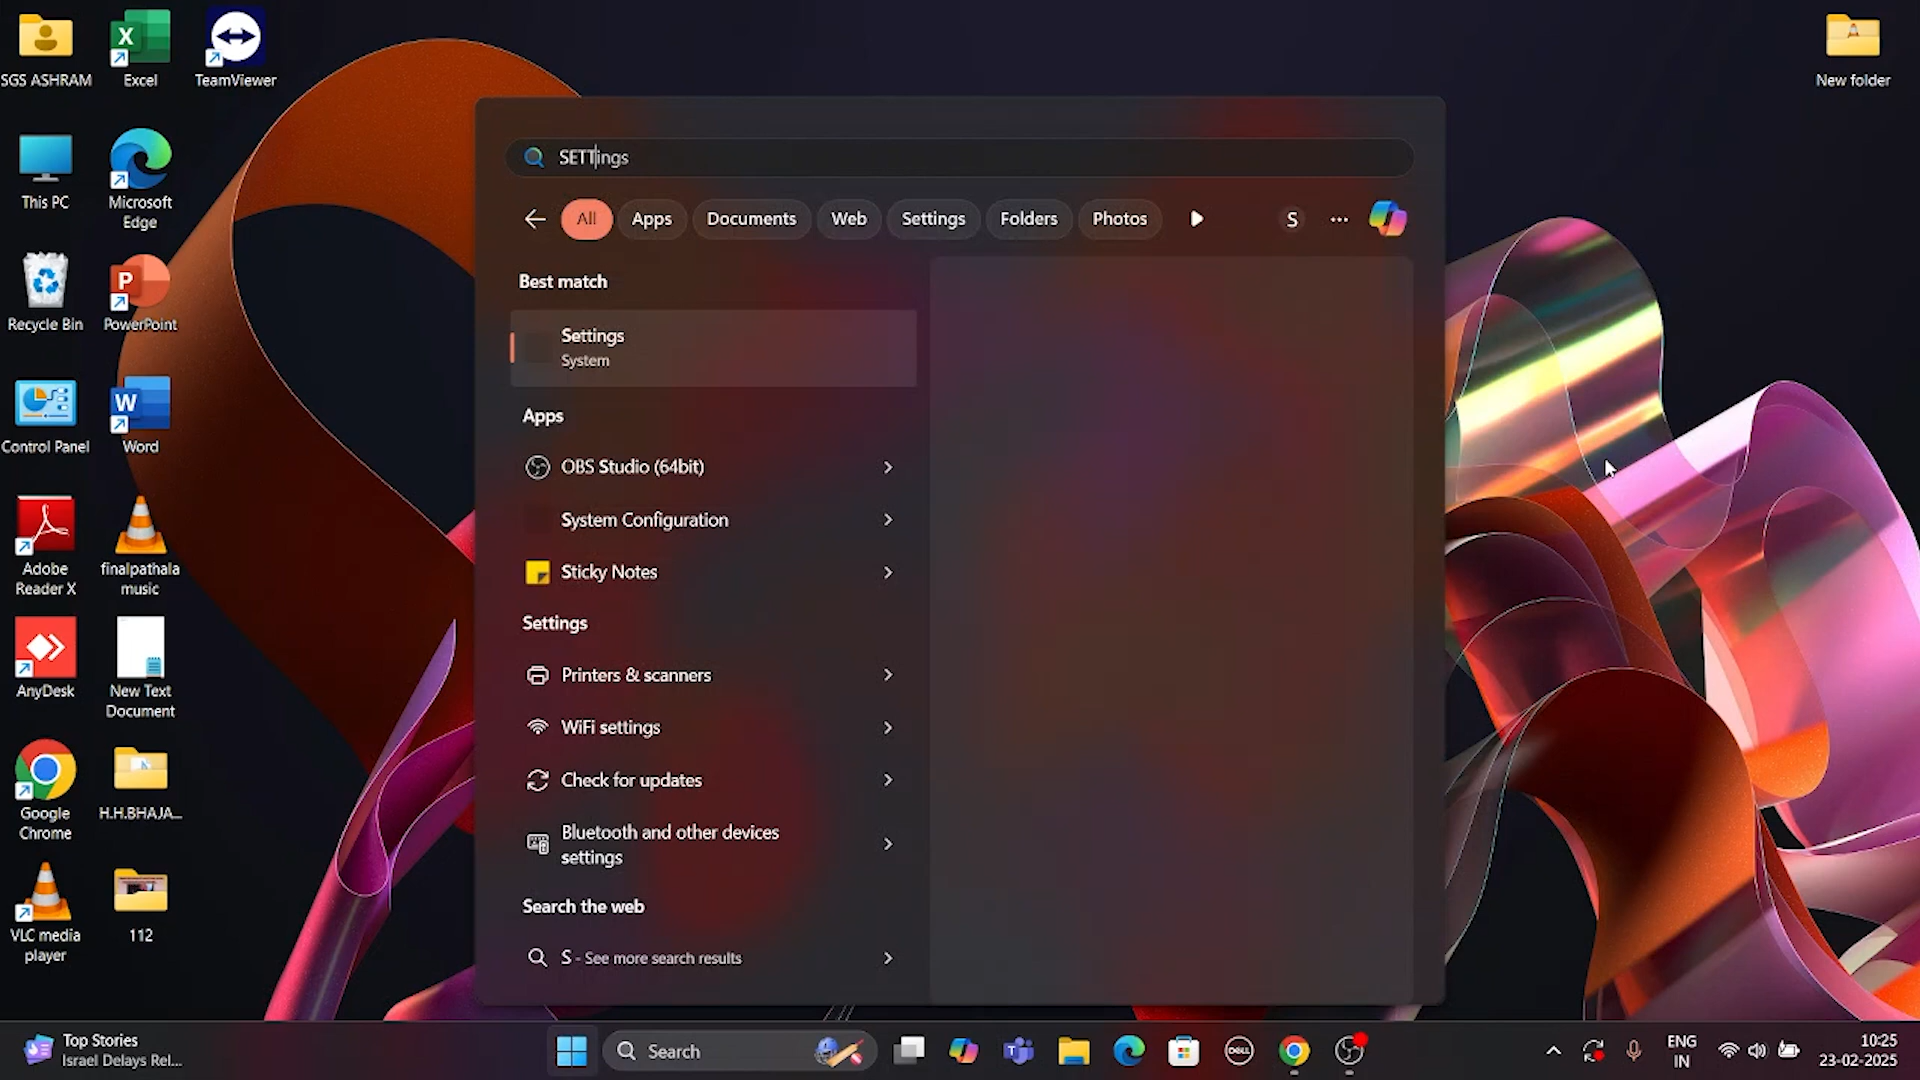 SGS ASHRAM
Excel
TeamViewer
New folder
This PC
Microsoft
Edge
Recycle Bin
PowerPoint
Control Panel
Word
Adobe
Reader X
finalpathala
music
AnyDesk
New Text
Document
Google
Chrome
H.H.BHAJA...
VLC media
player
112
SETTings
All
Apps
Documents
Web
Settings
Folders
Photos
S
Best match
Settings
System
Apps
OBS Studio (64bit)
System Configuration
Sticky Notes
Settings
Printers & scanners
WiFi settings
Check for updates
Bluetooth and other devices
settings
Search the web
S - See more search results
Top Stories
Israel Delays Rel...
Search
DELL
ENG
IN
10:25
23-02-2025